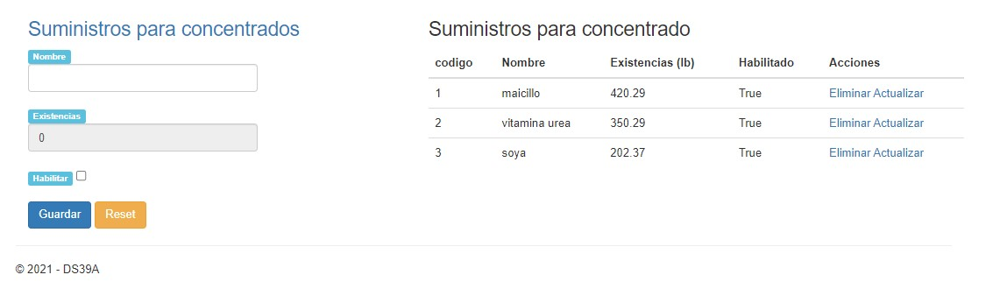 Suministros para concentrados
Nombre
Existencias
0
Habilitar
Guardar Reset
Suministros para concentrado
codigo Nombre Existencias (lb) Habilitado Acciones
1 maicillo 420.29 True Eliminar Actualizar
2 vitamina urea 350.29 True Eliminar Actualizar
3 soya 202.37 True Eliminar Actualizar
© 2021 - DS39A